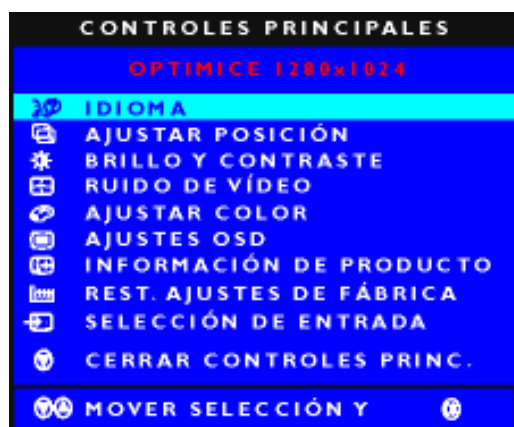 CONTROLES PRINCIPALES
OPTIMICE 1280x1024
IDIOMA
AJUSTAR POSICIÓN
BRILLO Y CONTRASTE
RUIDO DE VÍDEO
AJUSTAR COLOR
AJUSTES OSD
INFORMACIÓN DE PRODUCTO
REST. AJUSTES DE FÁBRICA
SELECCIÓN DE ENTRADA
CERRAR CONTROLES PRINC.
MOVER SELECCIÓN Y